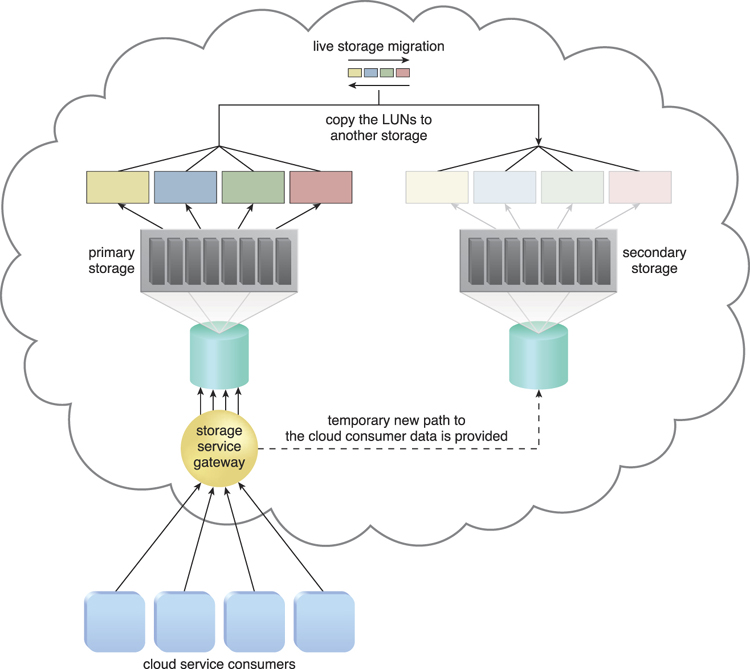 live storage migration
copy the LUNs to
another storage
primary
storage
secondary
storage
storage
service
gateway
temporary new path to
the cloud consumer data is provided
cloud service consumers